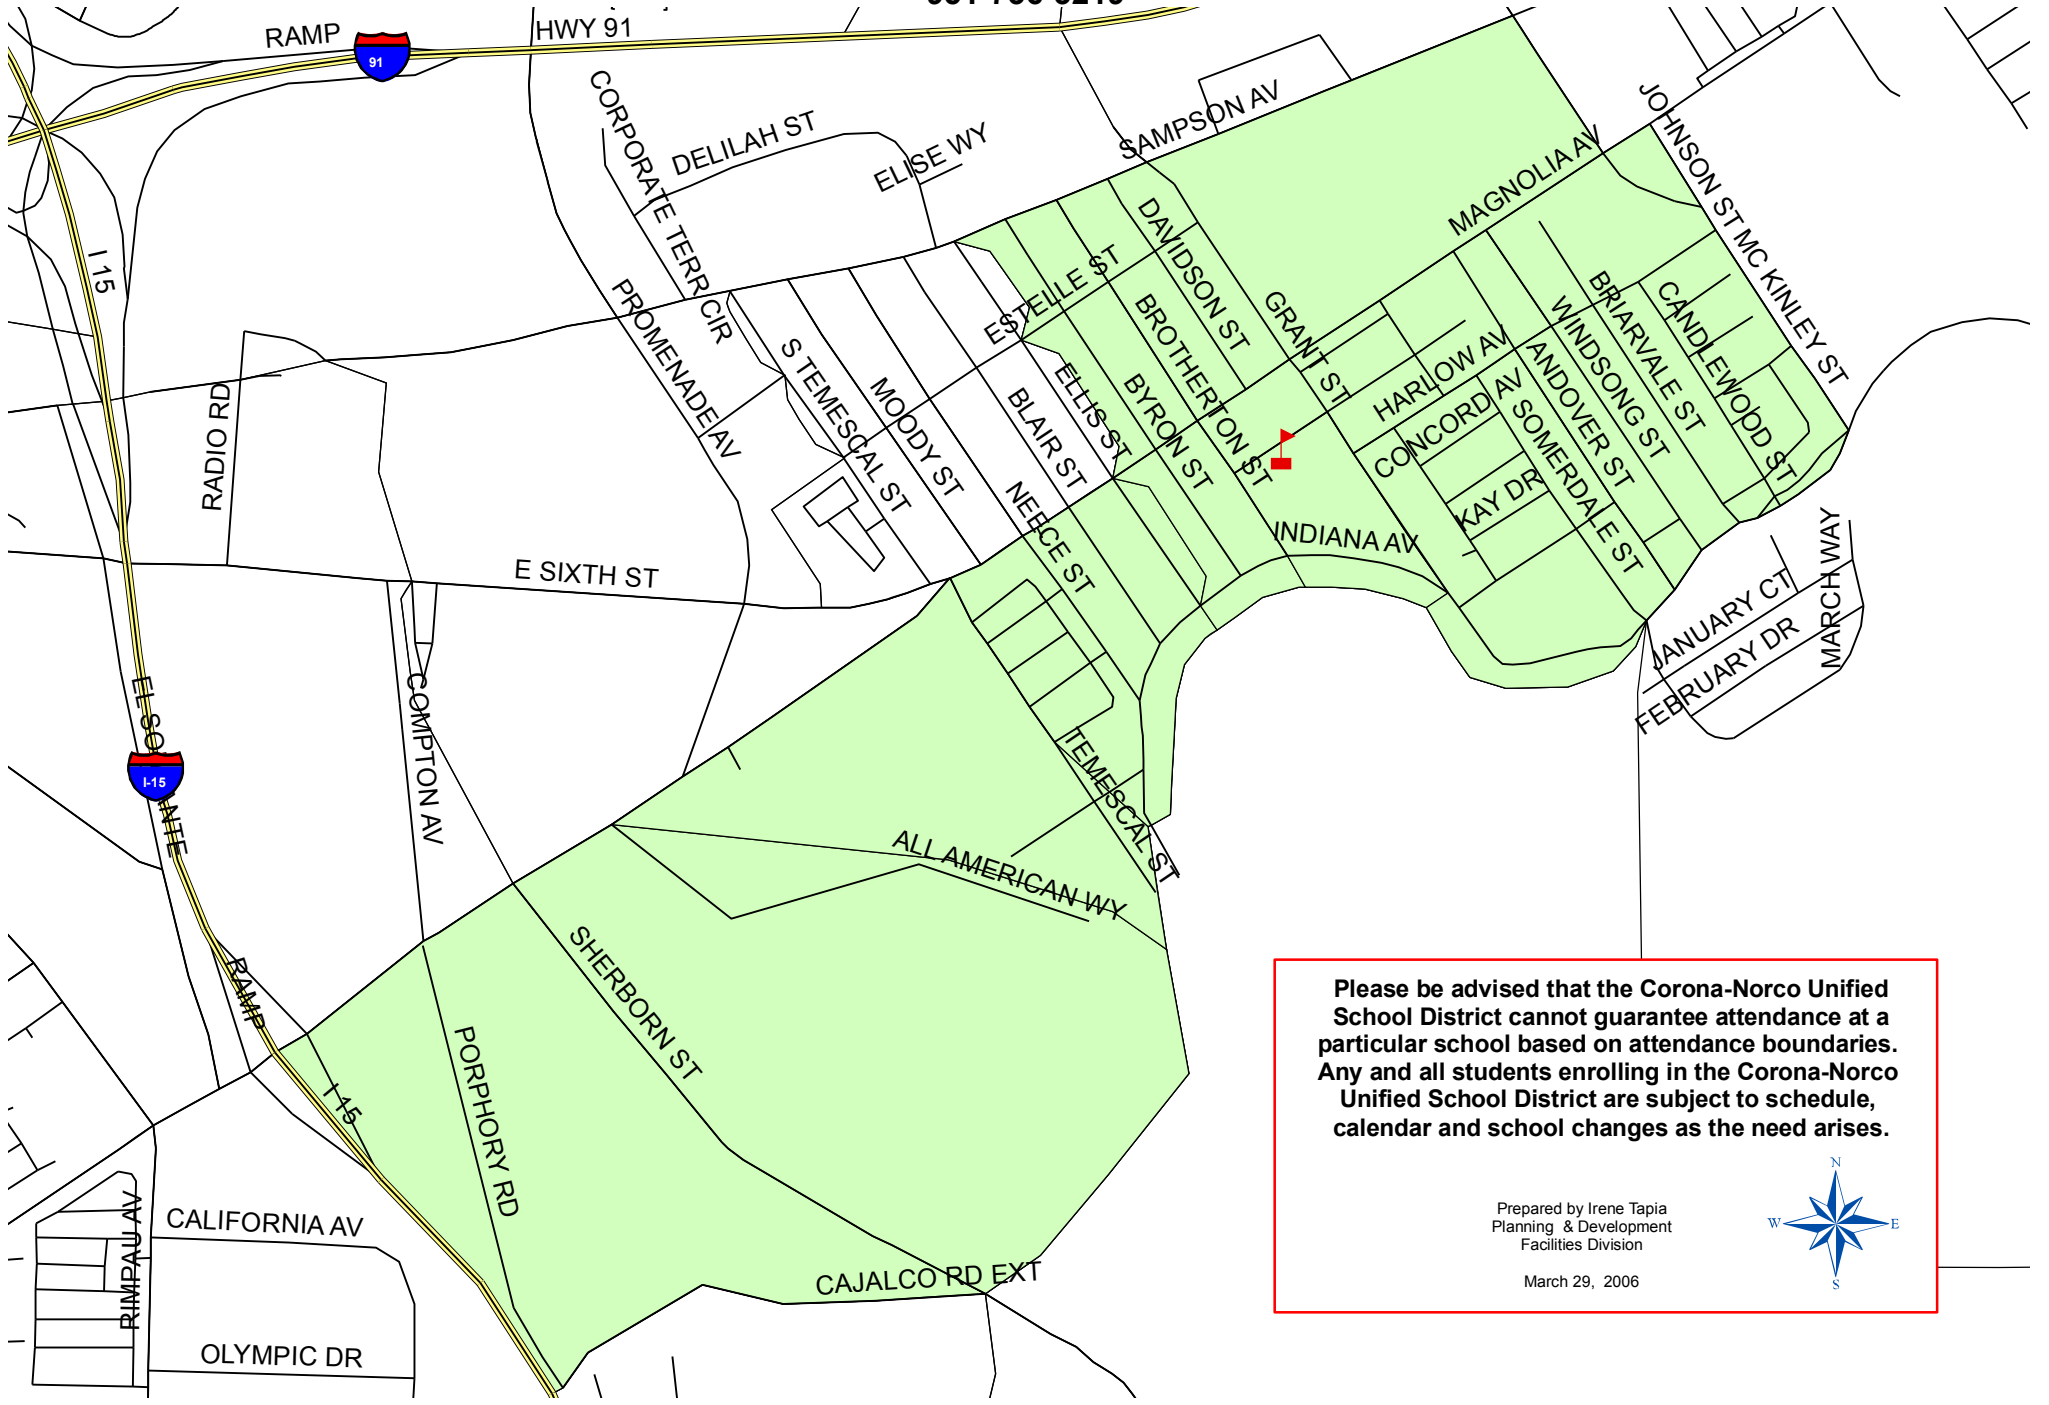 RAMP
91
HWY 91
CORPORATE TERR CIR
DELILAH ST
ELISE WY
SAMPSON AV
JOHNSON ST
MC KINLEY ST
MAGNOLIA AV
I 15
PROMENADE AV
ESTELLE ST
DAVIDSON ST
GRANT ST
BROTHERTON ST
BYRON ST
ELLIS ST
BLAIR ST
MOODY ST
S TEMESCAL ST
NEECE ST
HARLOW AV
CONCORD AV
KAY DR
SOMERDALE ST
ANDOVER ST
WINDSONG ST
BRIARVALE ST
CANDLEWOOD ST
RADIO RD
E SIXTH ST
INDIANA AV
MARCH WAY
JANUARY CT
FEBRUARY DR
COMPTON AV
I-15
TEMESCAL ST
ALL AMERICAN WY
SHERBORN ST
RAMP
I 15
PORPHORY RD
CAJALCO RD EXT
RIMPAU AV
CALIFORNIA AV
OLYMPIC DR
Please be advised that the Corona-Norco Unified
School District cannot guarantee attendance at a
particular school based on attendance boundaries.
Any and all students enrolling in the Corona-Norco
Unified School District are subject to schedule,
calendar and school changes as the need arises.
Prepared by Irene Tapia
Planning & Development
Facilities Division
March 29, 2006
N
W
E
S